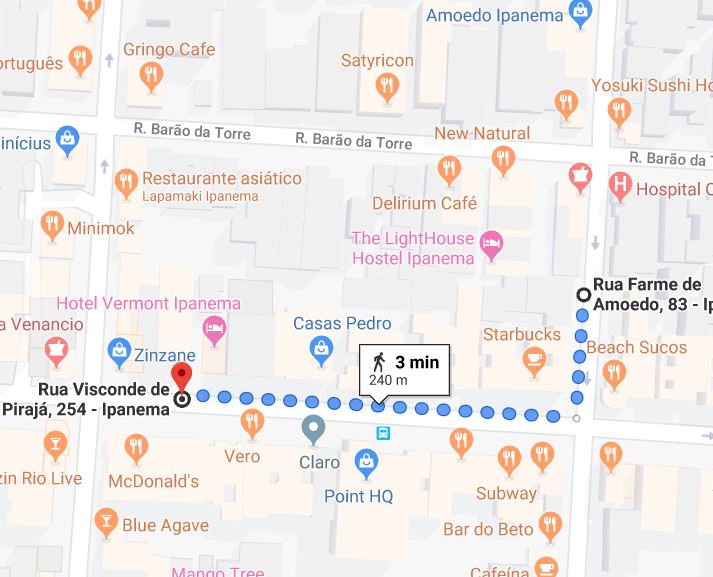 Amoedo Ipanema
Gringo Cafe
ortuguês
Satyricon
Yosuki Sushi Ho
R. Barão da Torre
R. Barão da Torre
New Natural
inícius
R. Barão da T
Restaurante asiático
Lapamaki Ipanema
Delirium Café
Hospital C
Minimok
The LightHouse
Hostel Ipanema
Rua Farme de
Amoedo, 83 - Ip
Hotel Vermont Ipanema
a Venancio
Casas Pedro
Starbucks
Zinzane
3 min
240 m
Beach Sucos
Rua Visconde de
Pirajá, 254 - Ipanema
Vero
Claro
zin Rio Live
McDonald's
Point HQ
Subway
Blue Agave
Bar do Beto
Mango Tree
Cafeína